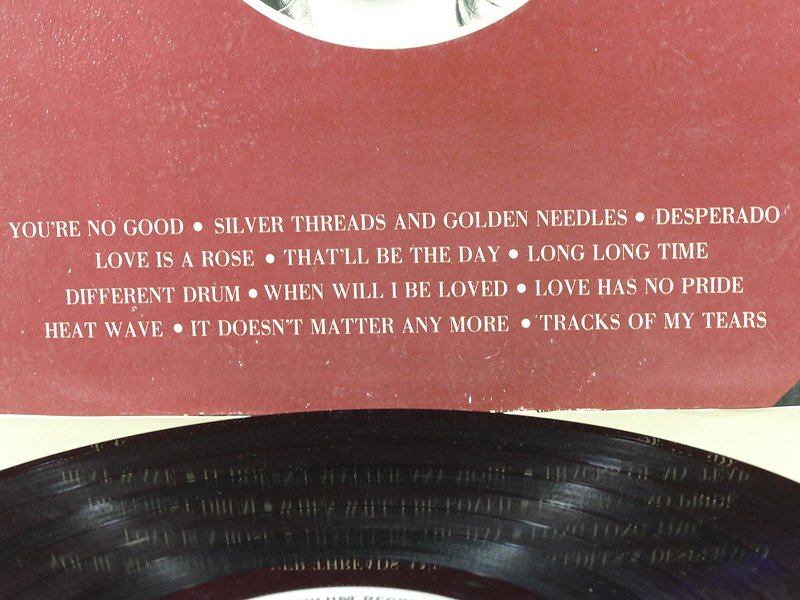 YOU'RE NO GOOD • SILVER THREADS AND GOLDEN NEEDLES • DESPERADO
LOVE IS A ROSE • THAT'LL BE THE DAY • LONG LONG TIME
DIFFERENT DRUM • WHEN WILL I BE LOVED • LOVE HAS NO PRIDE
HEAT WAVE • IT DOESN'T MATTER ANY MORE • TRACKS OF MY TEARS